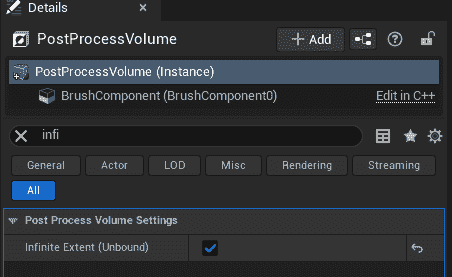 Details
PostProcessVolume
Add
PostProcessVolume (Instance)
BrushComponent (BrushComponent0)
Edit in C++
infi
General
Actor
LOD
Misc
Rendering
Streaming
All
Post Process Volume Settings
Infinite Extent (Unbound)